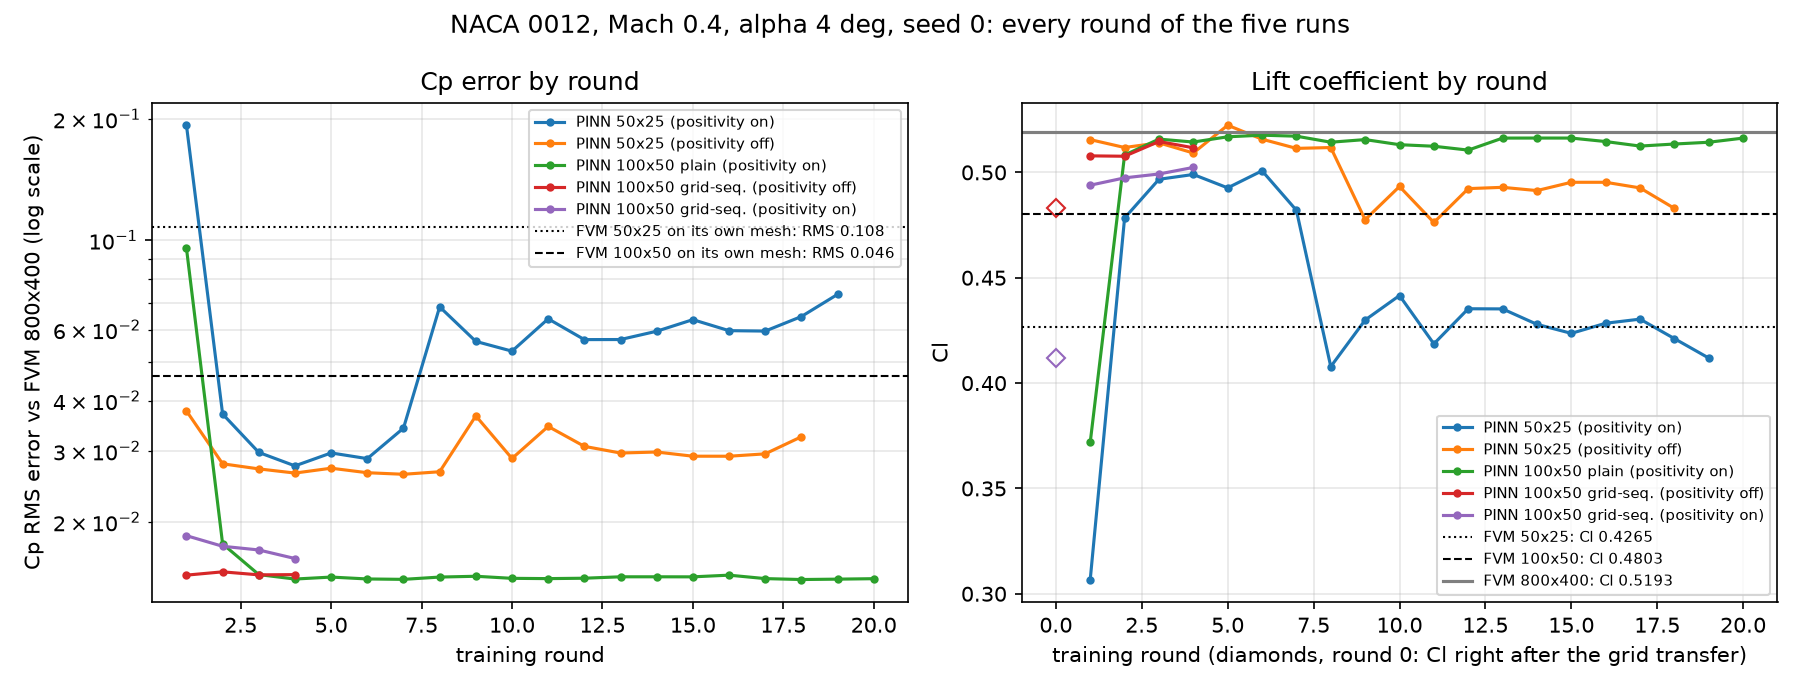 NACA 0012, Mach 0.4, alpha 4 deg, seed 0: every round of the five runs
Cp error by round
Cp RMS error vs FVM 800x400 (log scale)
2 × 10⁻¹
10⁻¹
6 × 10⁻²
4 × 10⁻²
3 × 10⁻²
2 × 10⁻²
PINN 50x25 (positivity on)
PINN 50x25 (positivity off)
PINN 100x50 plain (positivity on)
PINN 100x50 grid-seq. (positivity off)
PINN 100x50 grid-seq. (positivity on)
FVM 50x25 on its own mesh: RMS 0.108
FVM 100x50 on its own mesh: RMS 0.046
2.5 5.0 7.5 10.0 12.5 15.0 17.5 20.0
training round
Lift coefficient by round
Cl
0.50
0.45
0.40
0.35
0.30
PINN 50x25 (positivity on)
PINN 50x25 (positivity off)
PINN 100x50 plain (positivity on)
PINN 100x50 grid-seq. (positivity off)
PINN 100x50 grid-seq. (positivity on)
FVM 50x25: Cl 0.4265
FVM 100x50: Cl 0.4803
FVM 800x400: Cl 0.5193
0.0 2.5 5.0 7.5 10.0 12.5 15.0 17.5 20.0
training round (diamonds, round 0: Cl right after the grid transfer)